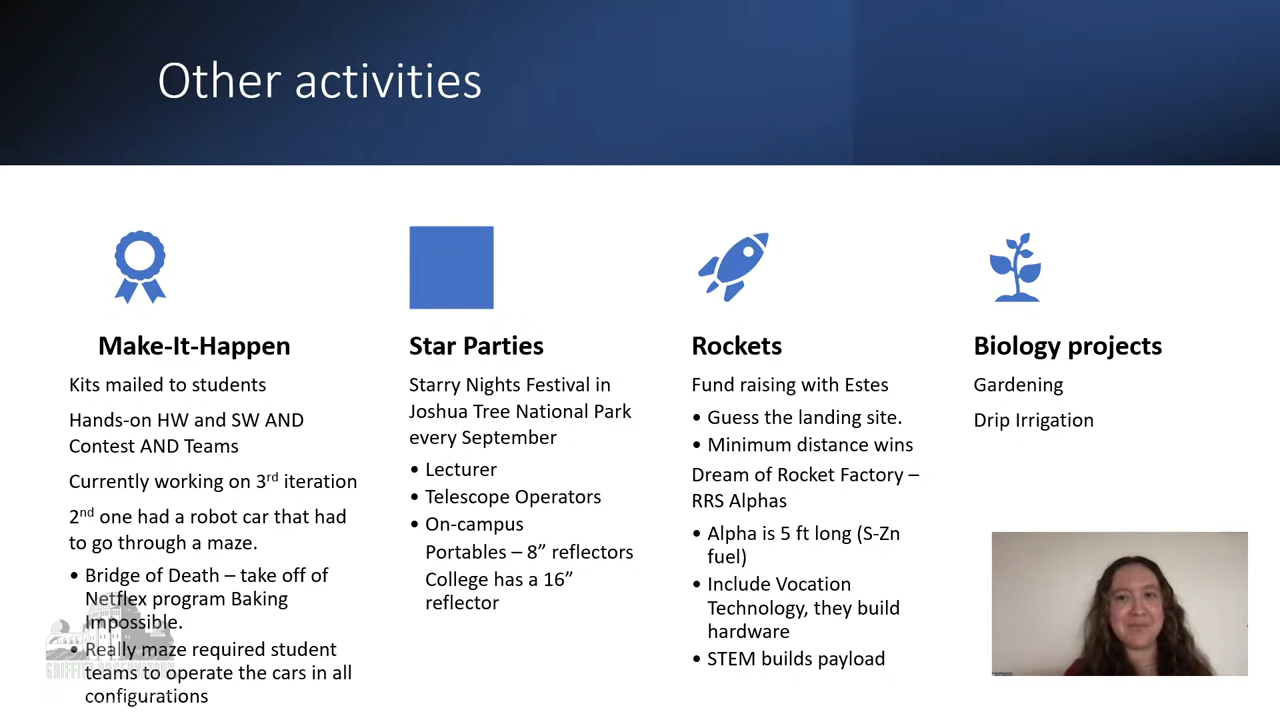 Other activities
Make-It-Happen
Kits mailed to students
Hands-on HW and SW AND
Contest AND Teams
Currently working on 3rd iteration
2nd one had a robot car that had
to go through a maze.
• Bridge of Death – take off of
Netflex program Baking
Impossible.
• Really maze required student
teams to operate the cars in all
configurations
GRIFFITH OBSERVATORY
Star Parties
Starry Nights Festival in
Joshua Tree National Park
every September
• Lecturer
• Telescope Operators
• On-campus
Portables – 8” reflectors
College has a 16”
reflector
Rockets
Fund raising with Estes
• Guess the landing site.
• Minimum distance wins
Dream of Rocket Factory –
RRS Alphas
• Alpha is 5 ft long (S-Zn
fuel)
• Include Vocation
Technology, they build
hardware
• STEM builds payload
Biology projects
Gardening
Drip Irrigation